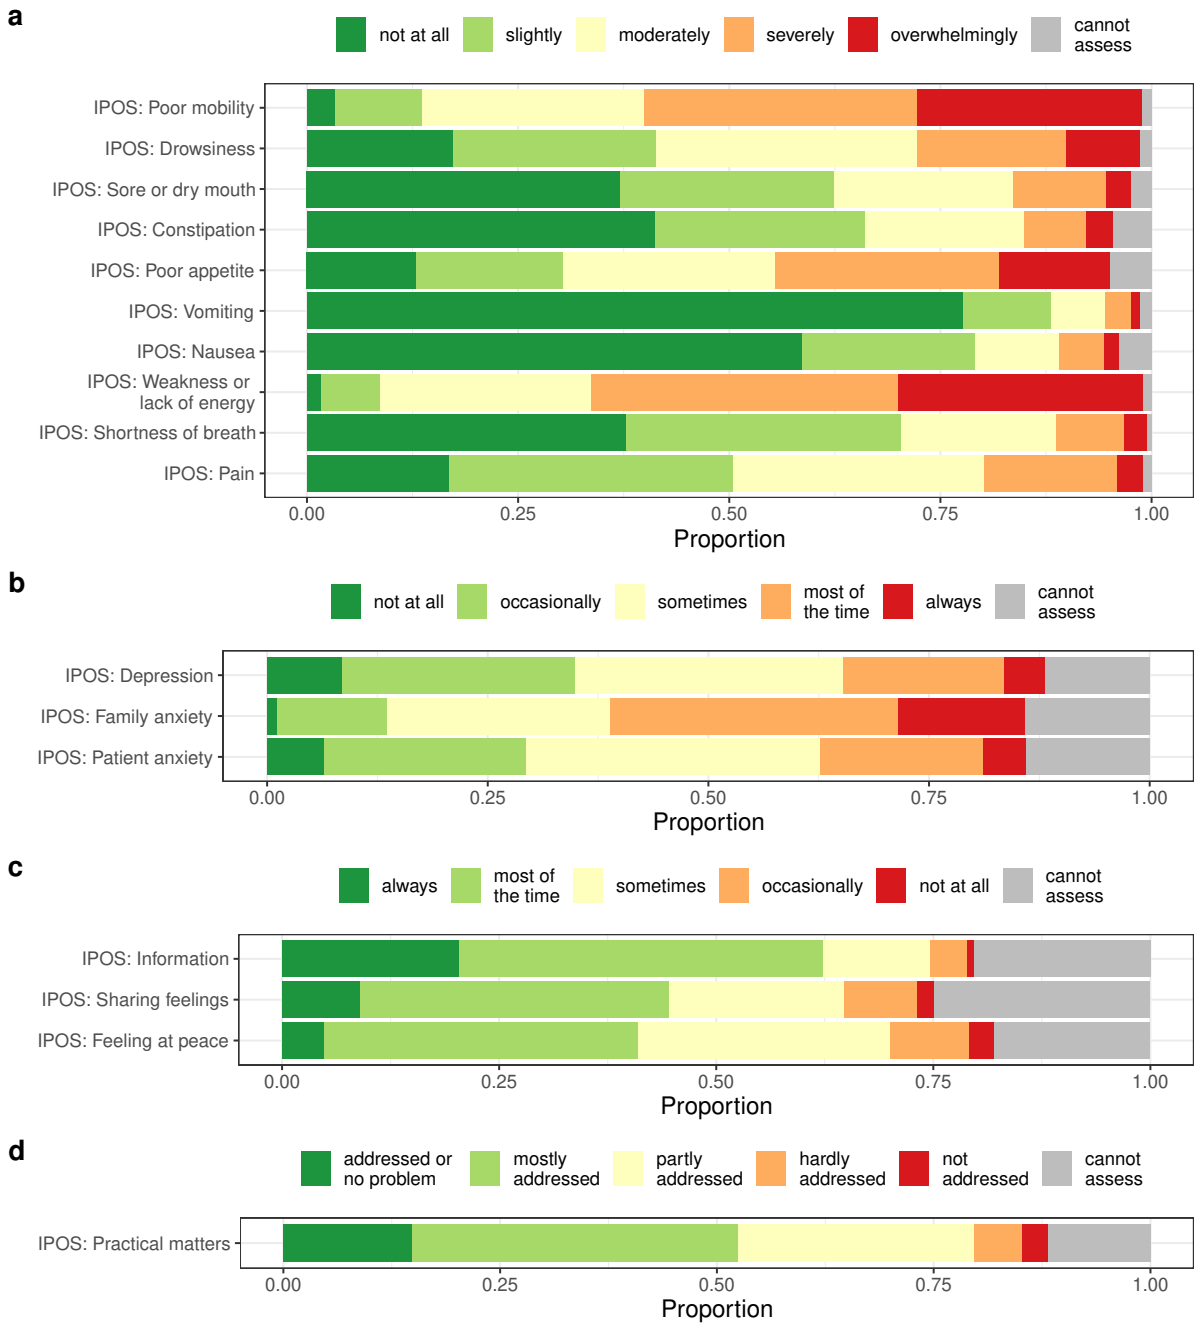 a
not at all
slightly
moderately
severely
overwhelmingly
cannot
assess
IPOS: Poor mobility
IPOS: Drowsiness
IPOS: Sore or dry mouth
IPOS: Constipation
IPOS: Poor appetite
IPOS: Vomiting
IPOS: Nausea
IPOS: Weakness or
lack of energy
IPOS: Shortness of breath
IPOS: Pain
0.00 0.25 0.50 0.75 1.00
Proportion
b
not at all
occasionally
sometimes
most of
the time
always
cannot
assess
IPOS: Depression
IPOS: Family anxiety
IPOS: Patient anxiety
0.00 0.25 0.50 0.75 1.00
Proportion
c
always
most of
the time
sometimes
occasionally
not at all
cannot
assess
IPOS: Information
IPOS: Sharing feelings
IPOS: Feeling at peace
0.00 0.25 0.50 0.75 1.00
Proportion
d
addressed or
no problem
mostly
addressed
partly
addressed
hardly
addressed
not
addressed
cannot
assess
IPOS: Practical matters
0.00 0.25 0.50 0.75 1.00
Proportion